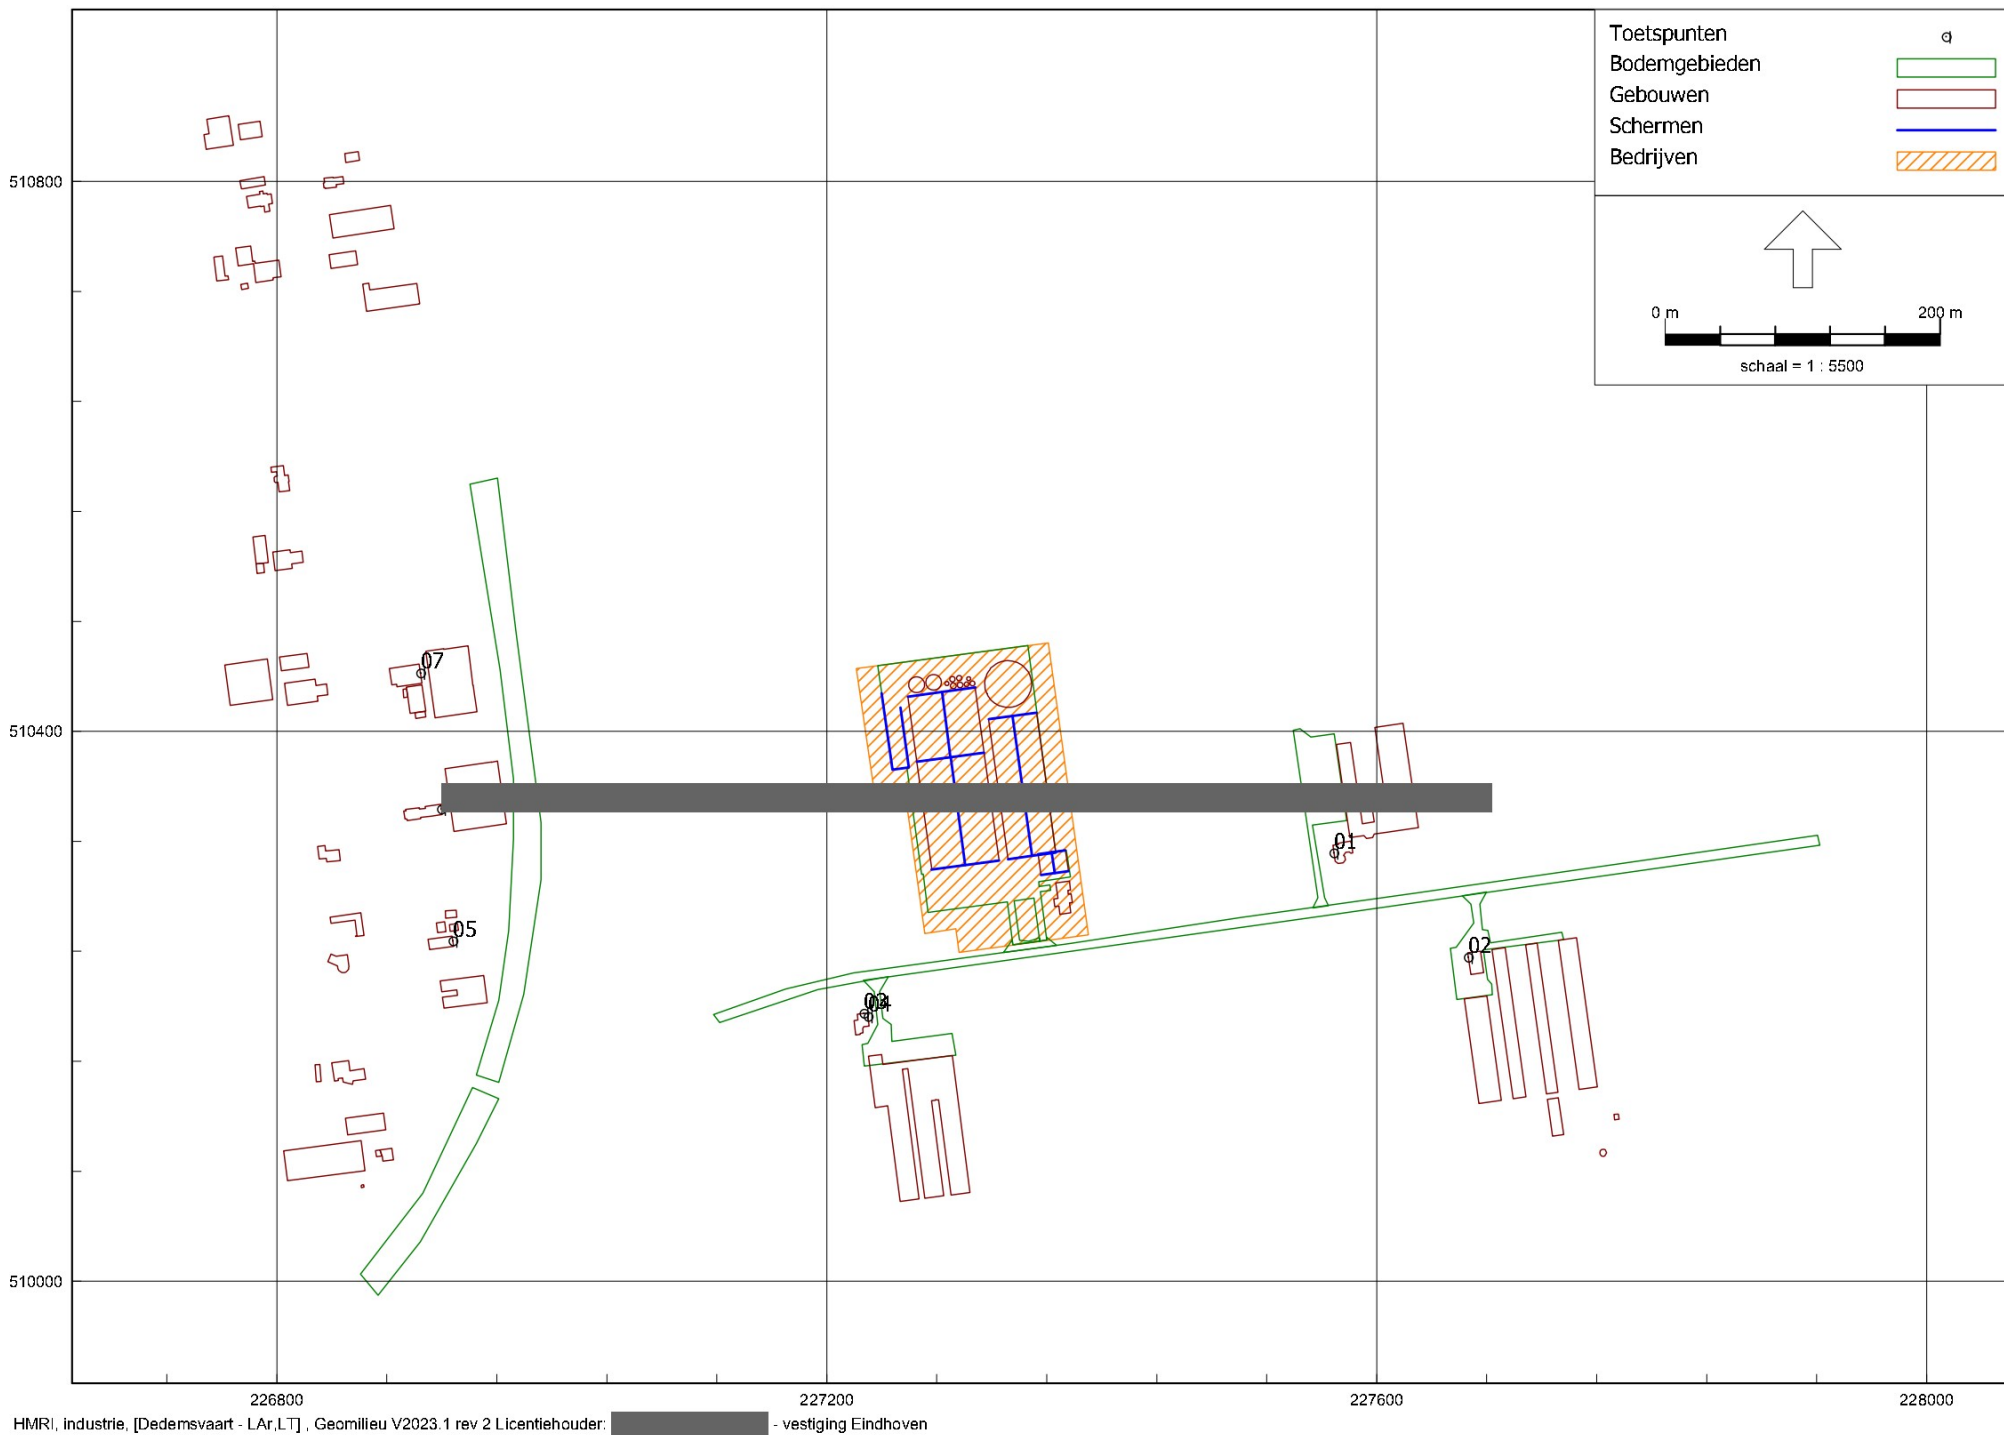 Toetspunten
Bodemgebieden
Gebouwen
Schermen
Bedrijven
0 m 200 m
schaal = 1 : 5500
510800
510400
510000
07
05
01
02
03
04
226800 227200 227600 228000
HMRI, industrie, [Dedemsvaart - LAr,LT] , Geomilieu V2023.1 rev 2 Licentiehouder: - vestiging Eindhoven